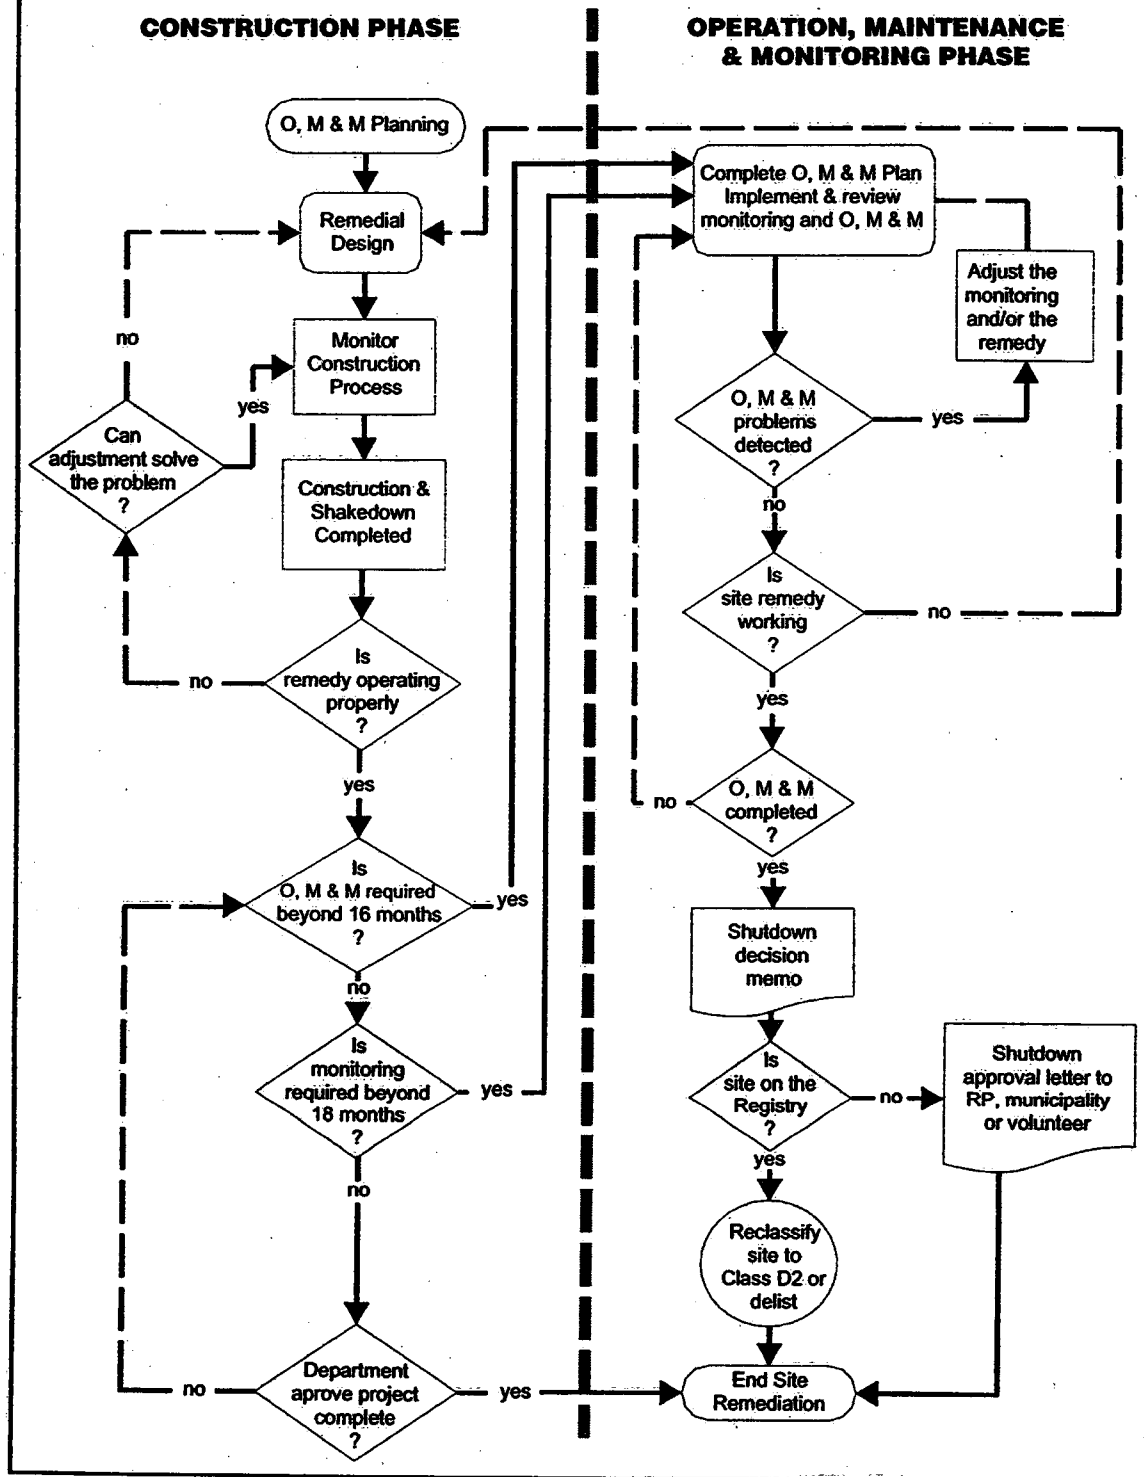 CONSTRUCTION PHASE
O, M & M Planning
Remedial
Design
no
Monitor
Construction
Process
yes
Can
adjustment solve
the problem
?
Construction &
Shakedown
Completed
Is
remedy operating
properly
?
no
yes
Is
O, M & M required
beyond 16 months
?
yes
no
Is
monitoring
required beyond
18 months
?
yes
no
Department
aprove project
complete
?
no
yes
OPERATION, MAINTENANCE
& MONITORING PHASE
Complete O, M & M Plan
Implement & review
monitoring and O, M & M
Adjust the
monitoring
and/or the
remedy
O, M & M
problems
detected
?
yes
no
Is
site remedy
working
?
no
yes
O, M & M
completed
?
no
yes
Shutdown
decision
memo
Is
site on the
Registry
?
no
Shutdown
approval letter to
RP, municipality
or volunteer
yes
Reclassify
site to
Class D2 or
delist
End Site
Remediation